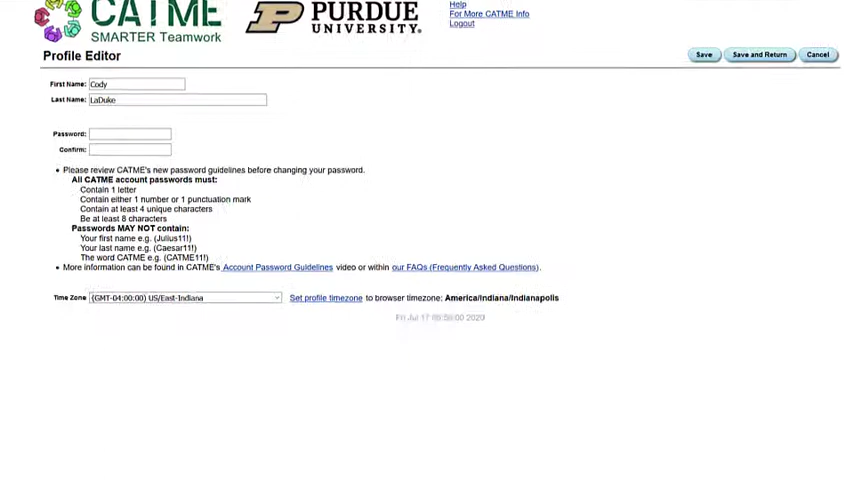 CATME
SMARTER Teamwork
PURDUE
UNIVERSITY.
Help
For More CATME Info
Logout
Profile Editor
Save
Save and Return
Cancel
First Name: Cody
Last Name: LaDuke
Password:
Confirm:
• Please review CATME's new password guidelines before changing your password.
All CATME account passwords must:
Contain 1 letter
Contain either 1 number or 1 punctuation mark
Contain at least 4 unique characters
Be at least 8 characters
Passwords MAY NOT contain:
Your first name e.g. (Julius11!)
Your last name e.g. (Caesar11!)
The word CATME e.g. (CATME11!)
• More information can be found in CATME's Account Password Guidelines video or within our FAQs (Frequently Asked Questions).
Time Zone (GMT-04:00:00) US/East-Indiana Set profile timezone to browser timezone: America/Indiana/Indianapolis
Fri Jul 17 2020